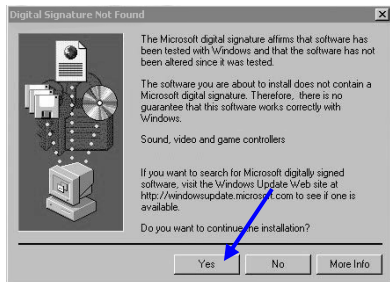 Digital Signature Not Found
The Microsoft digital signature affirms that software has
been tested with Windows and that the software has not
been altered since it was tested.
The software you are about to install does not contain a
Microsoft digital signature. Therefore, there is no
guarantee that this software works correctly with
Windows.
Sound, video and game controllers
If you want to search for Microsoft digitally signed
software, visit the Windows Update Web site at
http://windowsupdate.microsoft.com to see if one is
available.
Do you want to continue the installation?
Yes No More Info